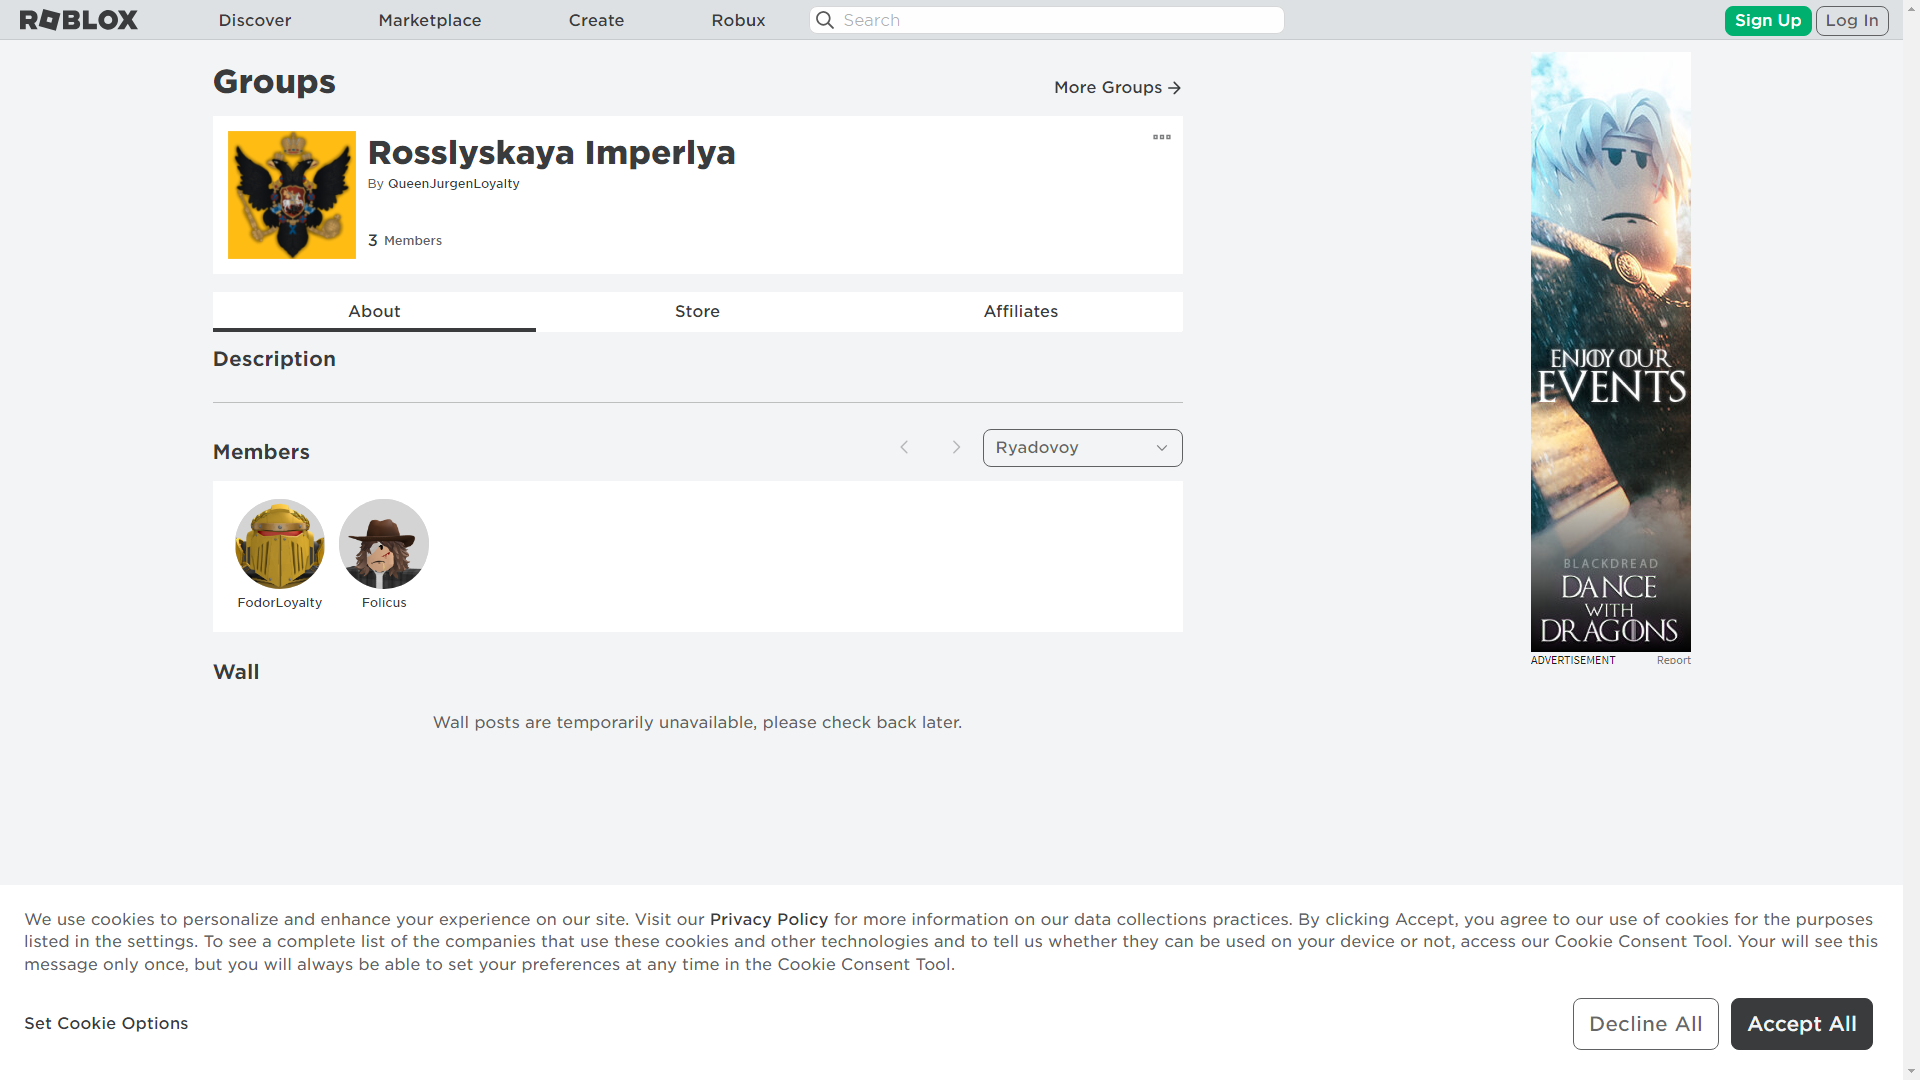 ROBLOX
Discover
Marketplace
Create
Robux
Search
Sign Up
Log In
Groups
More Groups
Rosslyskaya Imperlya
By QueenJurgenLoyalty
3 Members
About
Store
Affiliates
Description
Members
Ryadovoy
FodorLoyalty
Folicus
Wall
Wall posts are temporarily unavailable, please check back later.
ENJOY OUR
EVENTS
BLACKDREAD
DANCE
WITH
DRAGONS
ADVERTISEMENT
Report
We use cookies to personalize and enhance your experience on our site. Visit our Privacy Policy for more information on our data collections practices. By clicking Accept, you agree to our use of cookies for the purposes
listed in the settings. To see a complete list of the companies that use these cookies and other technologies and to tell us whether they can be used on your device or not, access our Cookie Consent Tool. Your will see this
message only once, but you will always be able to set your preferences at any time in the Cookie Consent Tool.
Set Cookie Options
Decline All
Accept All